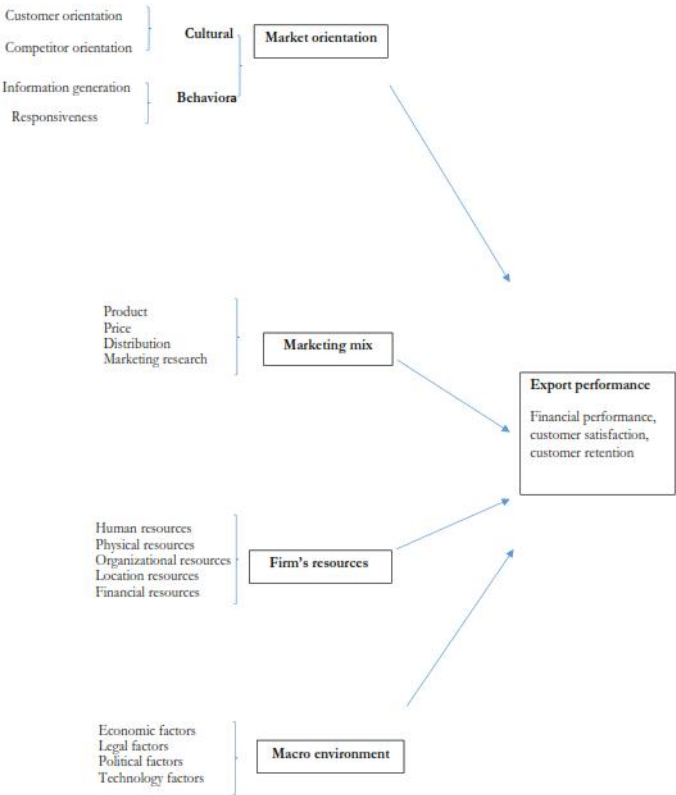 Customer orientation
Competitor orientation
Cultural
Market orientation
Information generation
Responsiveness
Behaviora
Product
Price
Distribution
Marketing research
Marketing mix
Export performance
Financial performance,
customer satisfaction,
customer retention
Human resources
Physical resources
Organizational resources
Location resources
Financial resources
Firm's resources
Economic factors
Legal factors
Political factors
Technology factors
Macro environment